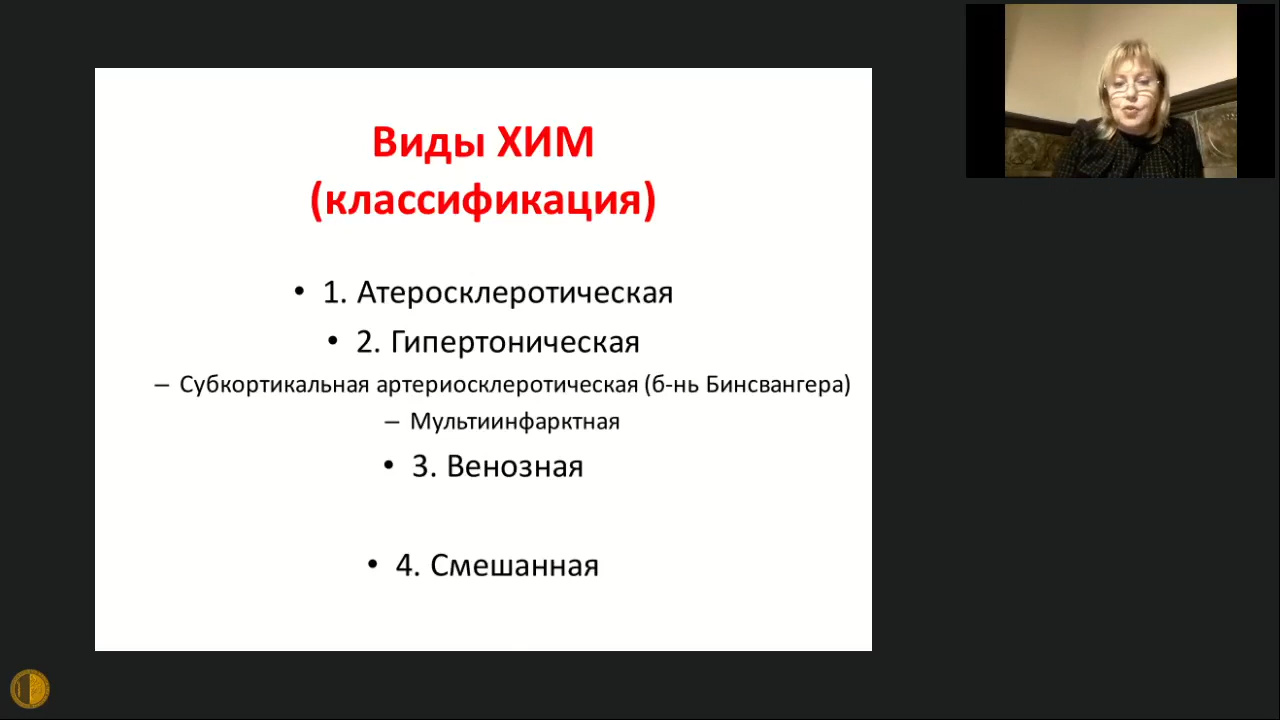 Виды ХИМ
(классификация)
• 1. Атеросклеротическая
• 2. Гипертоническая
– Субкортикальная артериосклеротическая (б-нь Бинсвангера)
– Мультиинфарктная
• 3. Венозная
• 4. Смешанная